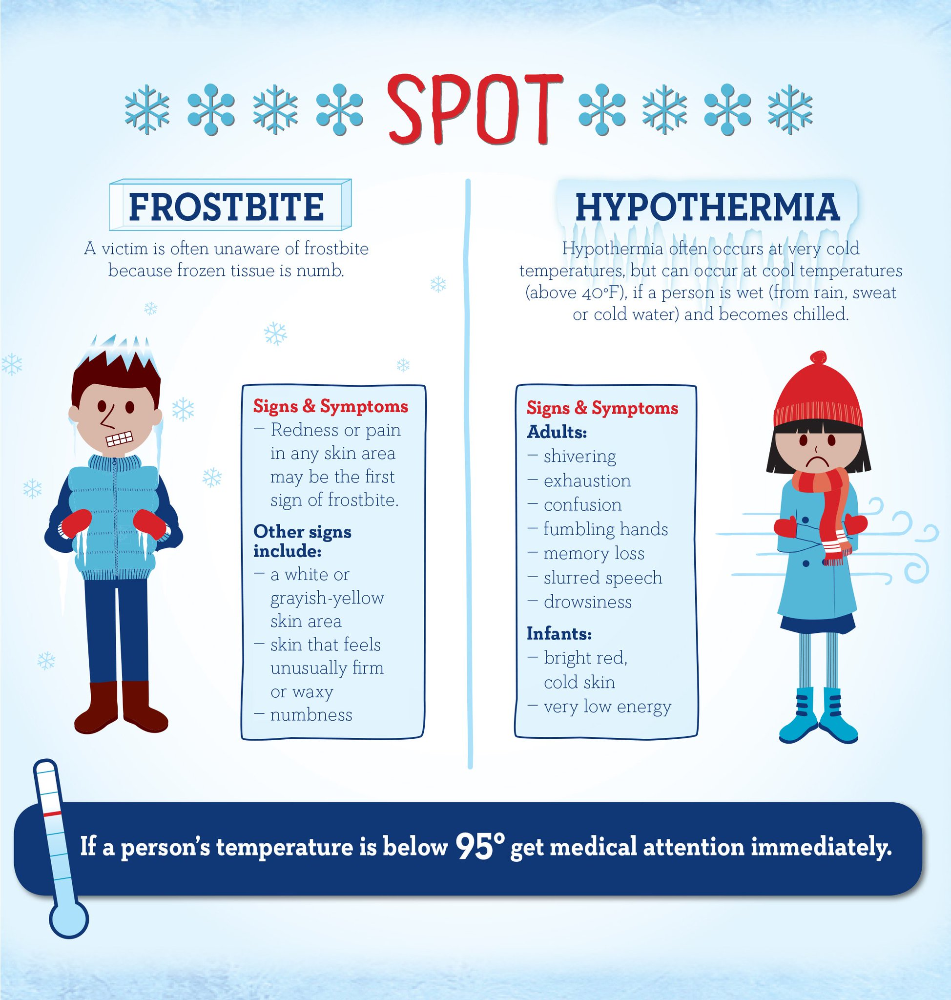 SPOT
FROSTBITE
A victim is often unaware of frostbite
because frozen tissue is numb.
Signs & Symptoms
– Redness or pain
in any skin area
may be the first
sign of frostbite.
Other signs
include:
– a white or
grayish-yellow
skin area
– skin that feels
unusually firm
or waxy
– numbness
HYPOTHERMIA
Hypothermia often occurs at very cold
temperatures, but can occur at cool temperatures
(above 40°F), if a person is wet (from rain, sweat
or cold water) and becomes chilled.
Signs & Symptoms
Adults:
– shivering
– exhaustion
– confusion
– fumbling hands
– memory loss
– slurred speech
– drowsiness
Infants:
– bright red,
cold skin
– very low energy
If a person's temperature is below 95° get medical attention immediately.